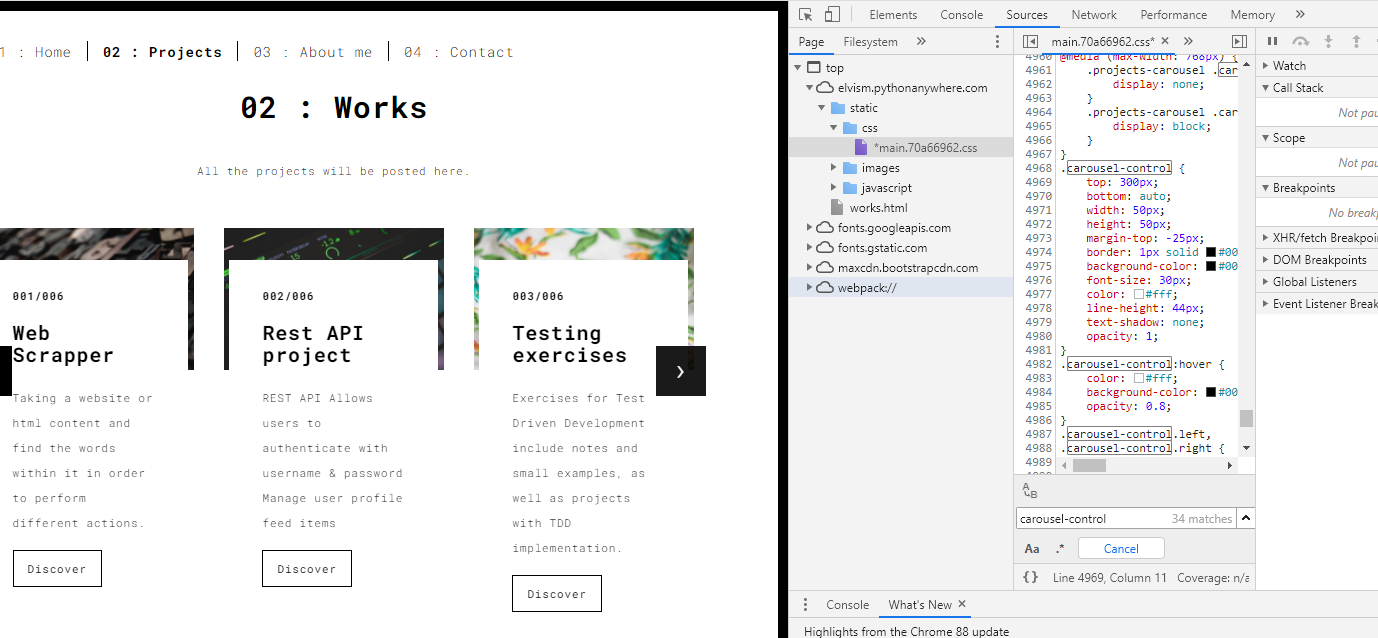 1 : Home 02 : Projects 03 : About me 04 : Contact
02 : Works
All the projects will be posted here.
001/006
Web
Scrapper
Taking a website or
html content and
find the words
within it in order
to perform
different actions.
Discover
002/006
Rest API
project
REST API Allows
users to
authenticate with
username & password
Manage user profile
feed items
Discover
003/006
Testing
exercises
Exercises for Test
Driven Development
include notes and
small examples, as
well as projects
with TDD
implementation.
Discover
Elements Console Sources Network Performance Memory
Page Filesystem
top
elvism.pythonanywhere.com
static
css
*main.70a66962.css
images
javascript
works.html
fonts.googleapis.com
fonts.gstatic.com
maxcdn.bootstrapcdn.com
webpack://
main.70a66962.css*
4960 @media (max-width: 768px) {
4961 .projects-carousel .car
4962 display: none;
4963 }
4964 .projects-carousel .car
4965 display: block;
4966 }
4967 }
4968 .carousel-control {
4969 top: 300px;
4970 bottom: auto;
4971 width: 50px;
4972 height: 50px;
4973 margin-top: -25px;
4974 border: 1px solid #00
4975 background-color: #00
4976 font-size: 30px;
4977 color: #fff;
4978 line-height: 44px;
4979 text-shadow: none;
4980 opacity: 1;
4981 }
4982 .carousel-control:hover {
4983 color: #fff;
4984 background-color: #00
4985 opacity: 0.8;
4986 }
4987 .carousel-control.left,
4988 .carousel-control.right {
4989
carousel-control 34 matches
Aa .* Cancel
{} Line 4969, Column 11 Coverage: n/a
Watch
Call Stack
Not pau
Scope
Not pau
Breakpoints
No breakp
XHR/fetch Breakpoin
DOM Breakpoints
Global Listeners
Event Listener Break
Console What's New
Highlights from the Chrome 88 update